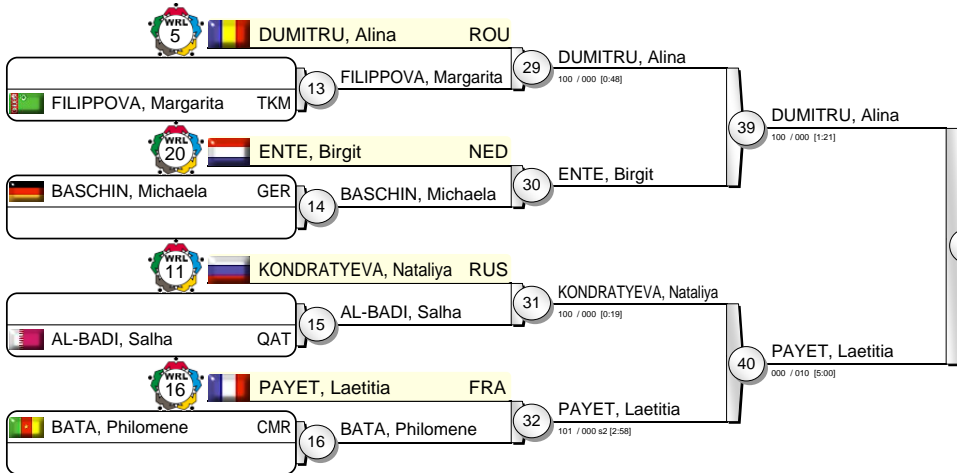 WRL
5
DUMITRU, Alina ROU
FILIPPOVA, Margarita TKM
13
FILIPPOVA, Margarita
29
DUMITRU, Alina
100 / 000 [0:48]
WRL
20
ENTE, Birgit NED
BASCHIN, Michaela GER
14
BASCHIN, Michaela
30
ENTE, Birgit
39
DUMITRU, Alina
100 / 000 [1:21]
WRL
11
KONDRATYEVA, Nataliya RUS
AL-BADI, Salha QAT
15
AL-BADI, Salha
31
KONDRATYEVA, Nataliya
100 / 000 [0:19]
WRL
16
PAYET, Laetitia FRA
BATA, Philomene CMR
16
BATA, Philomene
32
PAYET, Laetitia
101 / 000 s2 [2:58]
40
PAYET, Laetitia
000 / 010 [5:00]